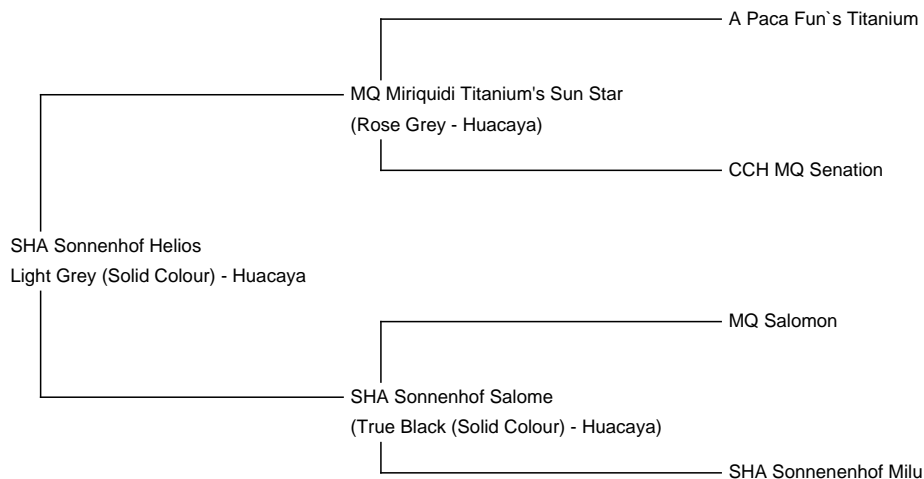 A Paca Fun`s Titanium
MQ Miriquidi Titanium's Sun Star
(Rose Grey - Huacaya)
CCH MQ Senation
SHA Sonnenhof Helios
Light Grey (Solid Colour) - Huacaya
MQ Salomon
SHA Sonnenhof Salome
(True Black (Solid Colour) - Huacaya)
SHA Sonnenenhof Milu